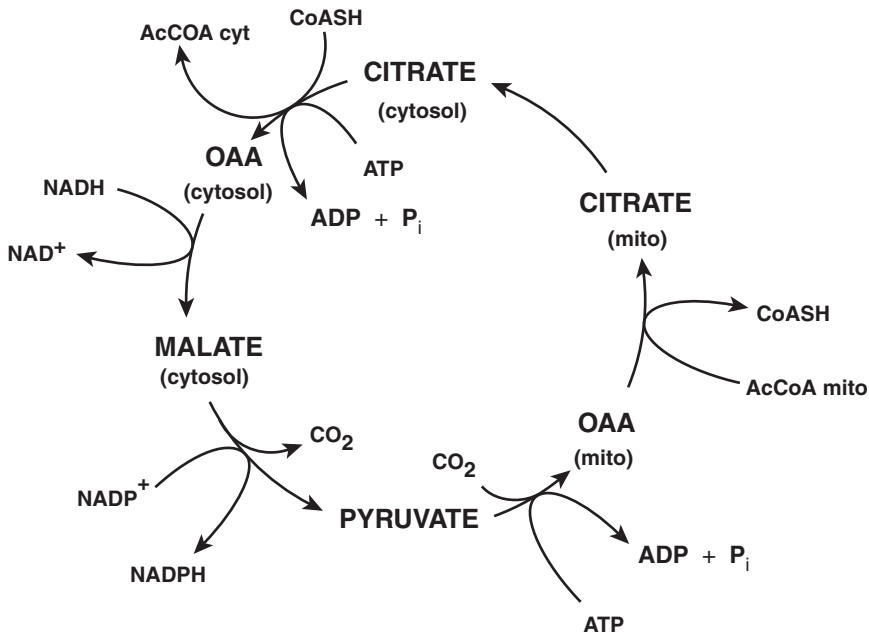 CoASH
AcCOA cyt
CITRATE
(cytosol)
OAA
(cytosol)
ATP
NADH
ADP + Pi
NAD+
CITRATE
(mito)
CoASH
MALATE
(cytosol)
AcCoA mito
OAA
(mito)
CO2
CO2
NADP+
PYRUVATE
ADP + Pi
NADPH
ATP